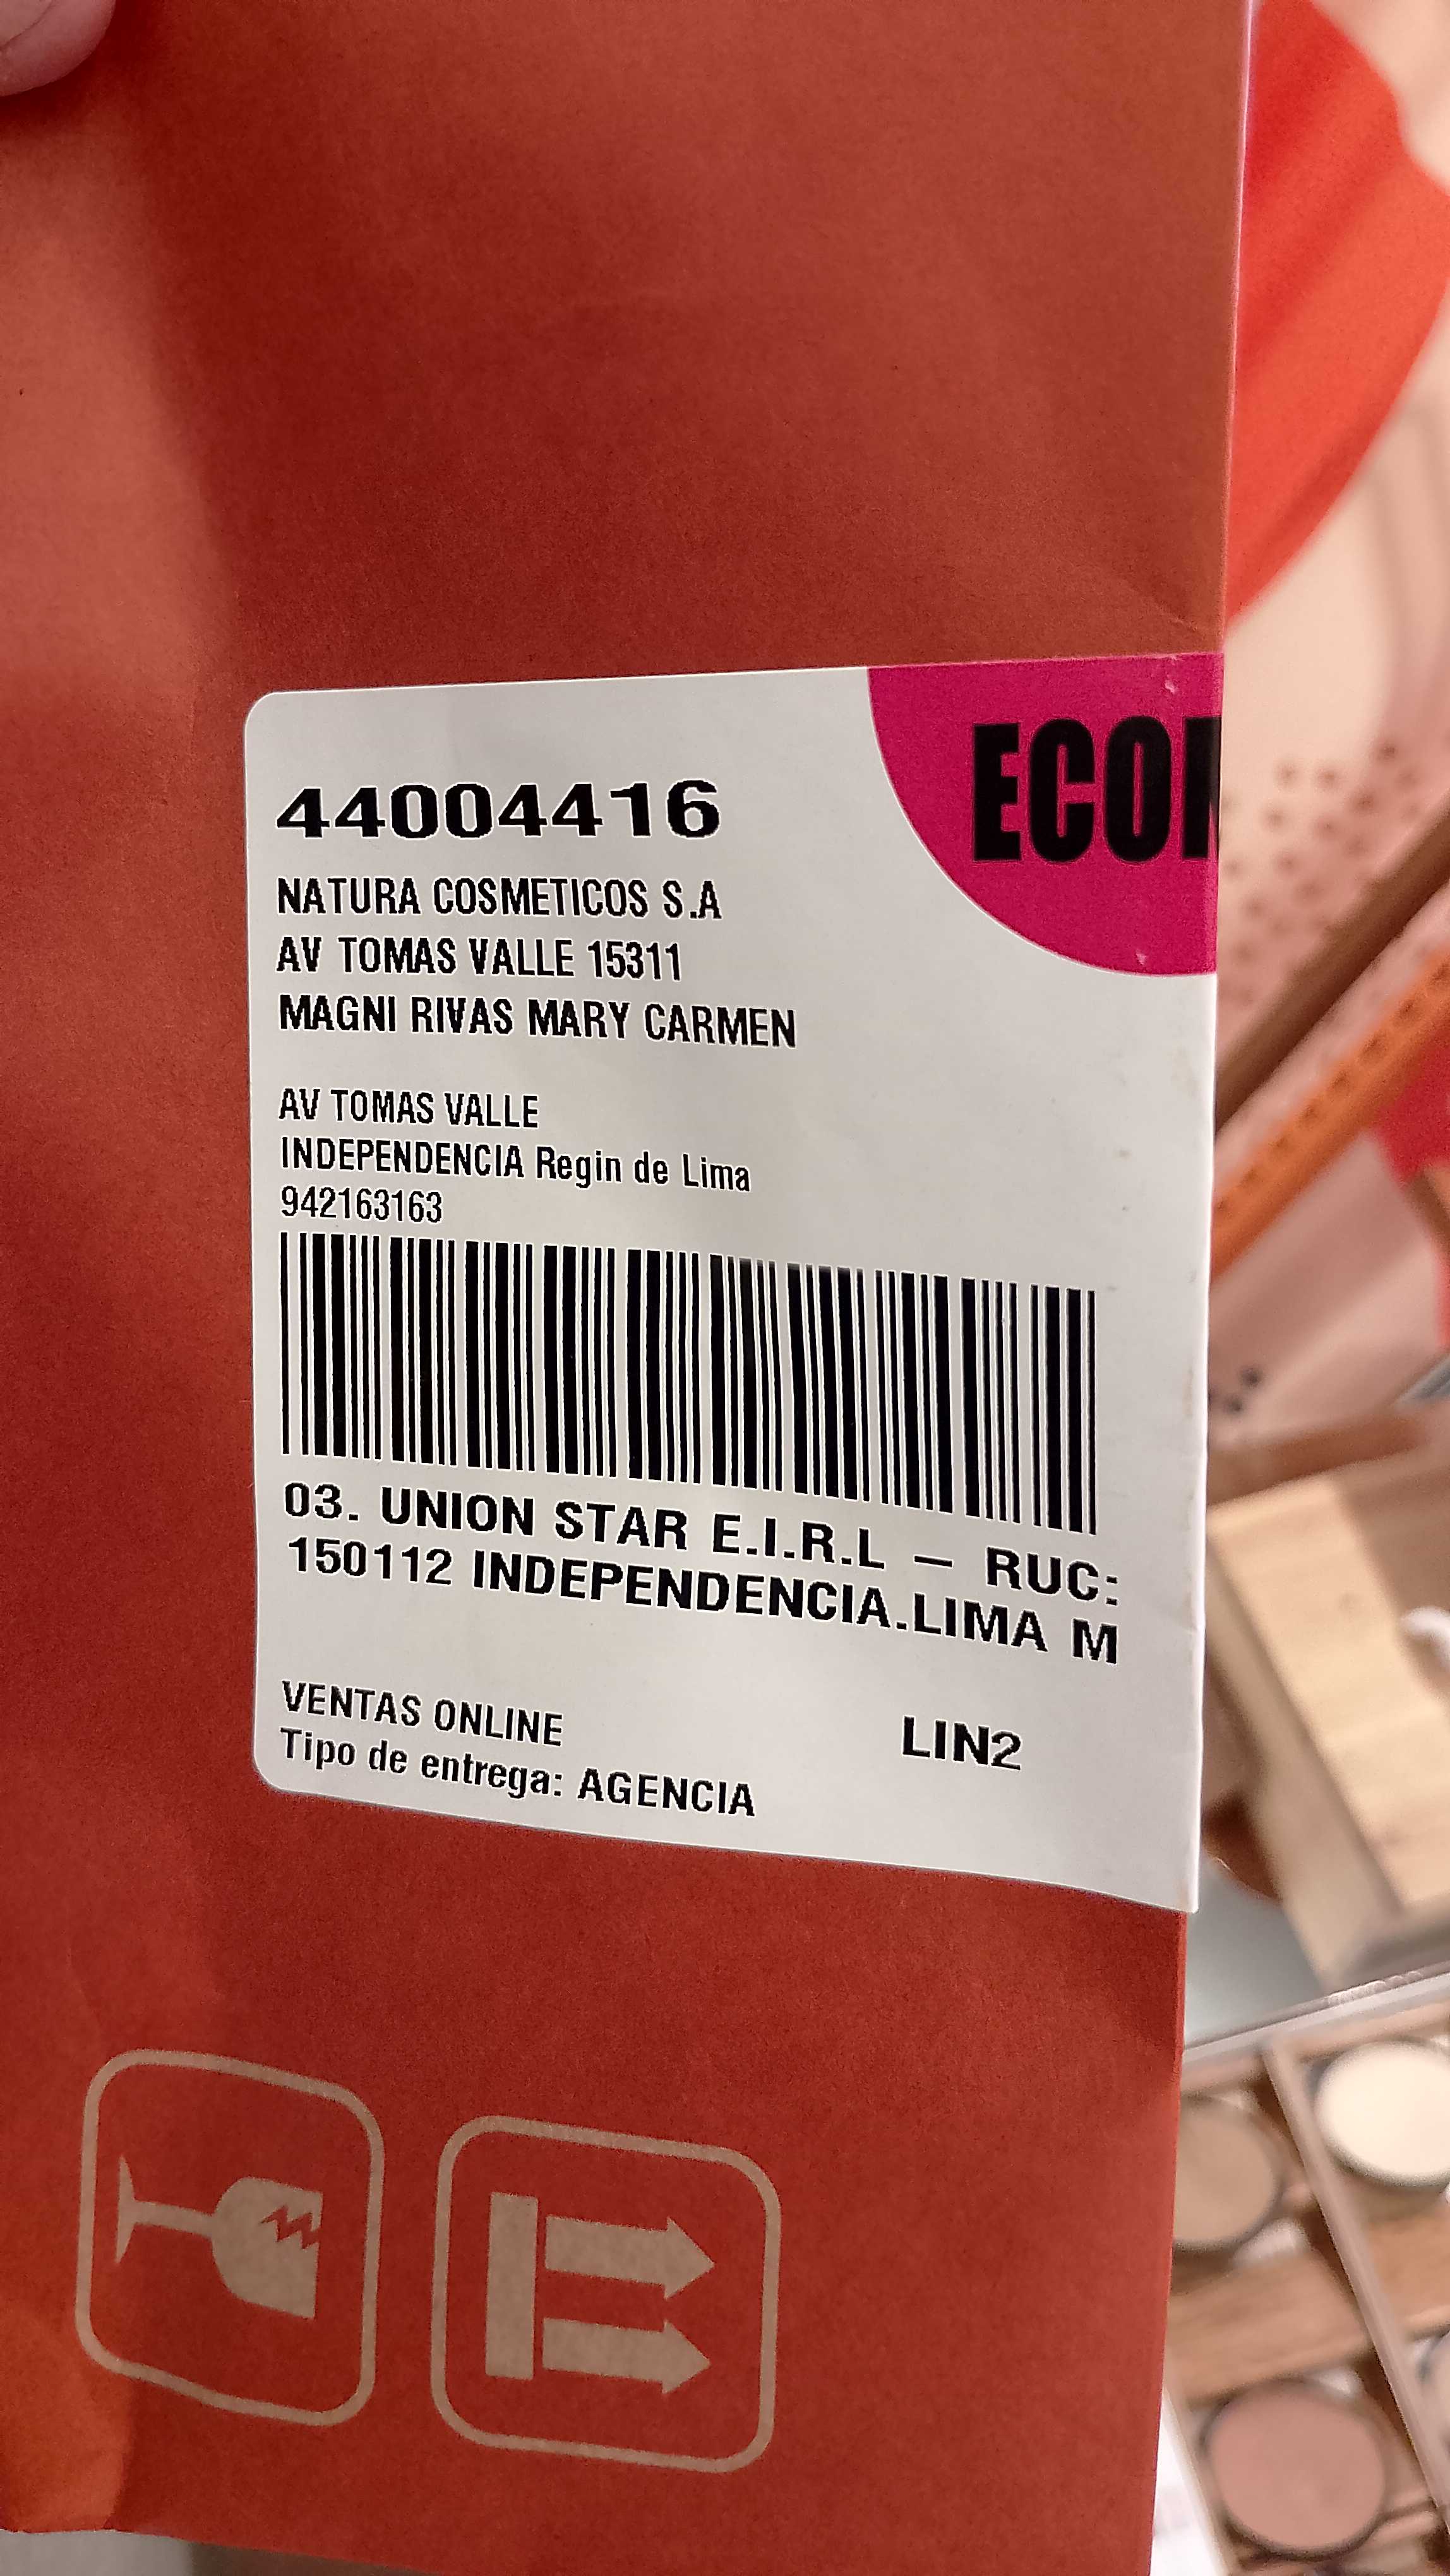 44004416
NATURA COSMETICOS S.A
AV TOMAS VALLE 15311
MAGNI RIVAS MARY CARMEN
AV TOMAS VALLE
INDEPENDENCIA Regin de Lima
942163163
03. UNION STAR E.I.R.L – RUC:
150112 INDEPENDENCIA.LIMA M
VENTAS ONLINE
LIN2
Tipo de entrega: AGENCIA